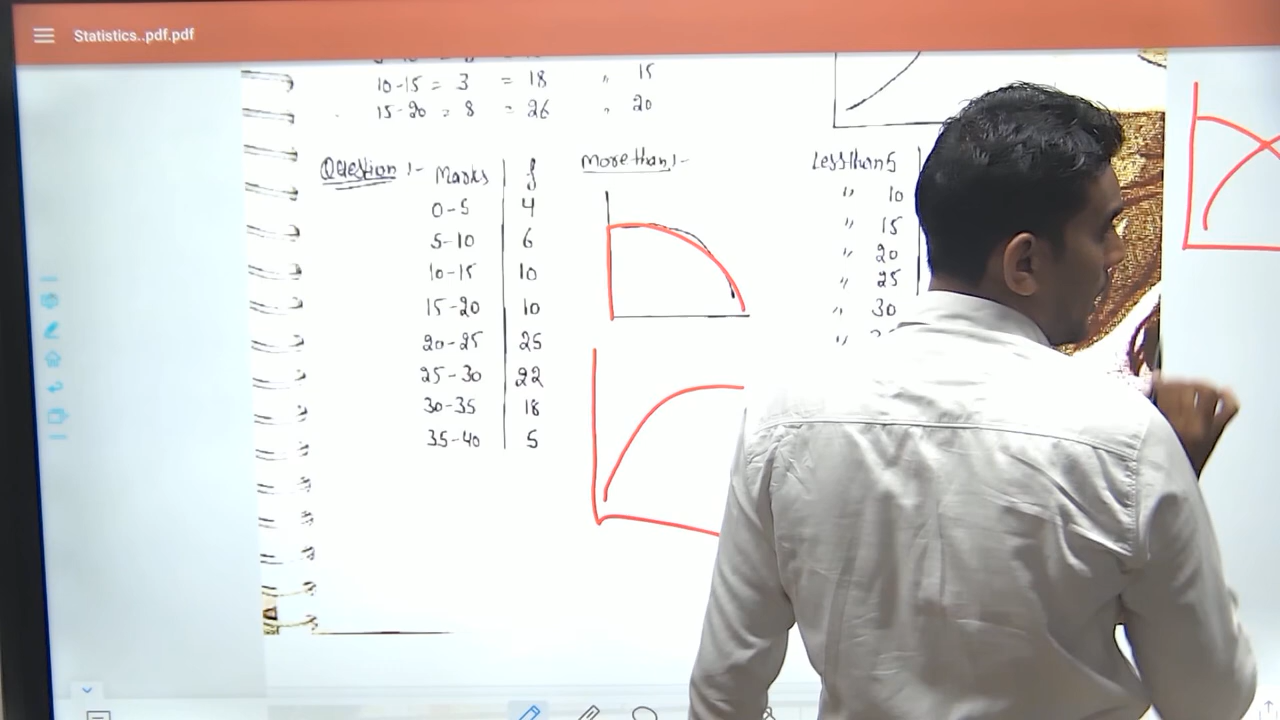 Statistics..pdf.pdf
10-15 = 3 = 18 〃 15
15-20 = 8 = 26 〃 20
Question :- Marks f
0-5 4
5-10 6
10-15 10
15-20 10
20-25 25
25-30 22
30-35 18
35-40 5
More than :-
Less than 5
〃 10
〃 15
〃 20
〃 25
〃 30
〃